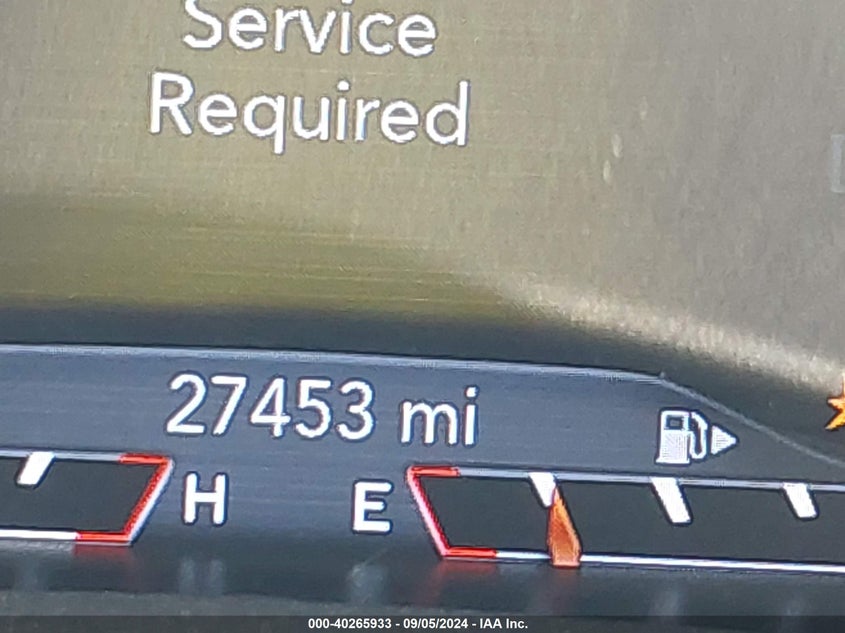 Service
Required
27453 mi
H E
000-40265933 - 09/05/2024 - IAA Inc.